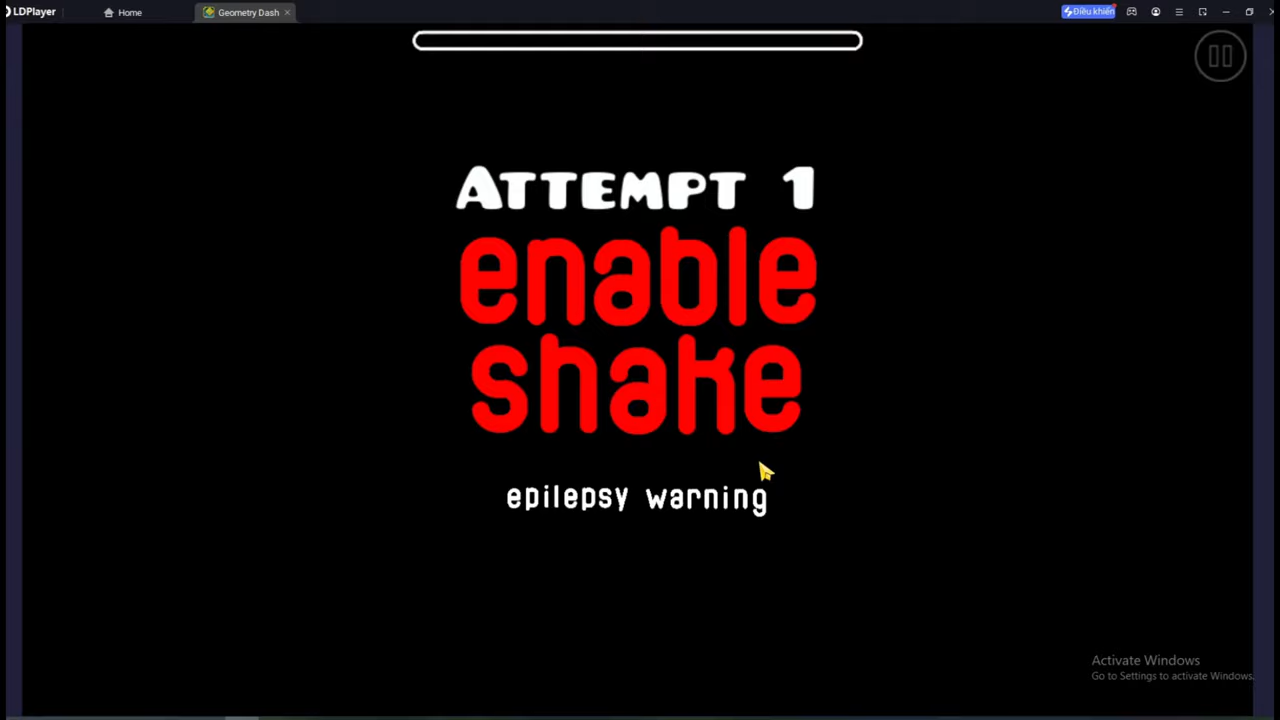 LDPlayer
Home
Geometry Dash
Điều khiển
ATTEMPT 1
enable
shake
epilepsy warning
Activate Windows
Go to Settings to activate Windows.